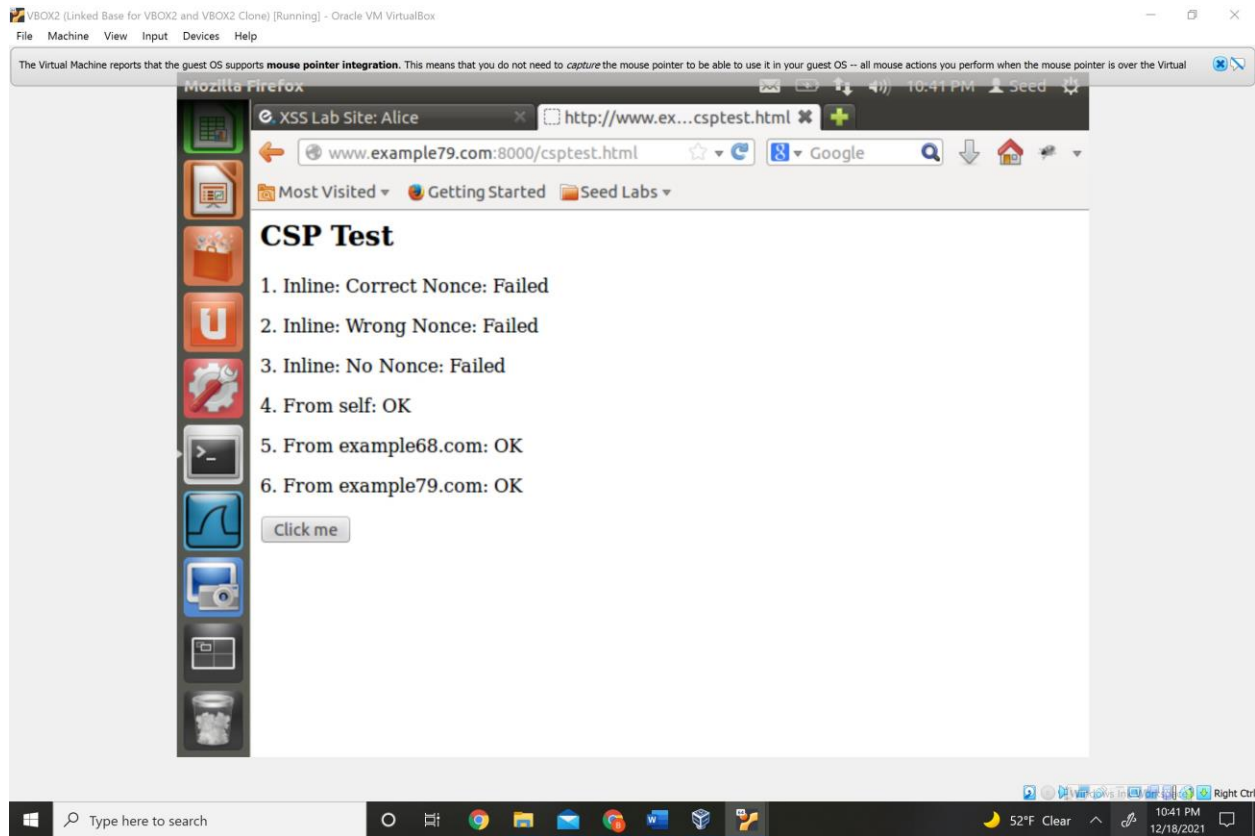 VBOX2 (Linked Base for VBOX2 and VBOX2 Clone) [Running] - Oracle VM VirtualBox
File Machine View Input Devices Help
The Virtual Machine reports that the guest OS supports mouse pointer integration. This means that you do not need to capture the mouse pointer to be able to use it in your guest OS -- all mouse actions you perform when the mouse pointer is over the Virtual
Mozilla Firefox 10:41 PM Seed
XSS Lab Site: Alice http://www.ex...csptest.html
www.example79.com:8000/csptest.html Google
Most Visited Getting Started Seed Labs
CSP Test
1. Inline: Correct Nonce: Failed
2. Inline: Wrong Nonce: Failed
3. Inline: No Nonce: Failed
4. From self: OK
5. From example68.com: OK
6. From example79.com: OK
Click me
Right Ctrl
Type here to search 52°F Clear 10:41 PM
12/18/2021